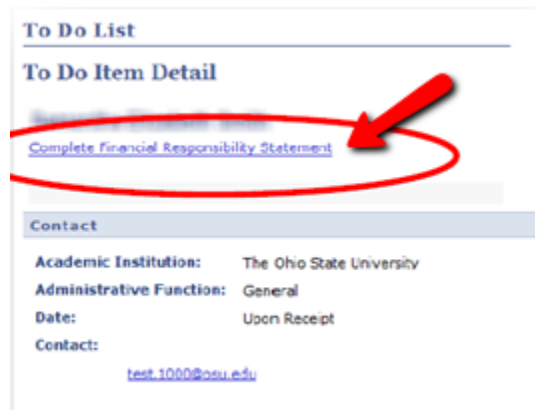 To Do List
To Do Item Detail
Complete Financial Responsibility Statement
Contact
Academic Institution: The Ohio State University
Administrative Function: General
Date: Upon Receipt
Contact:
test.1000@osu.edu